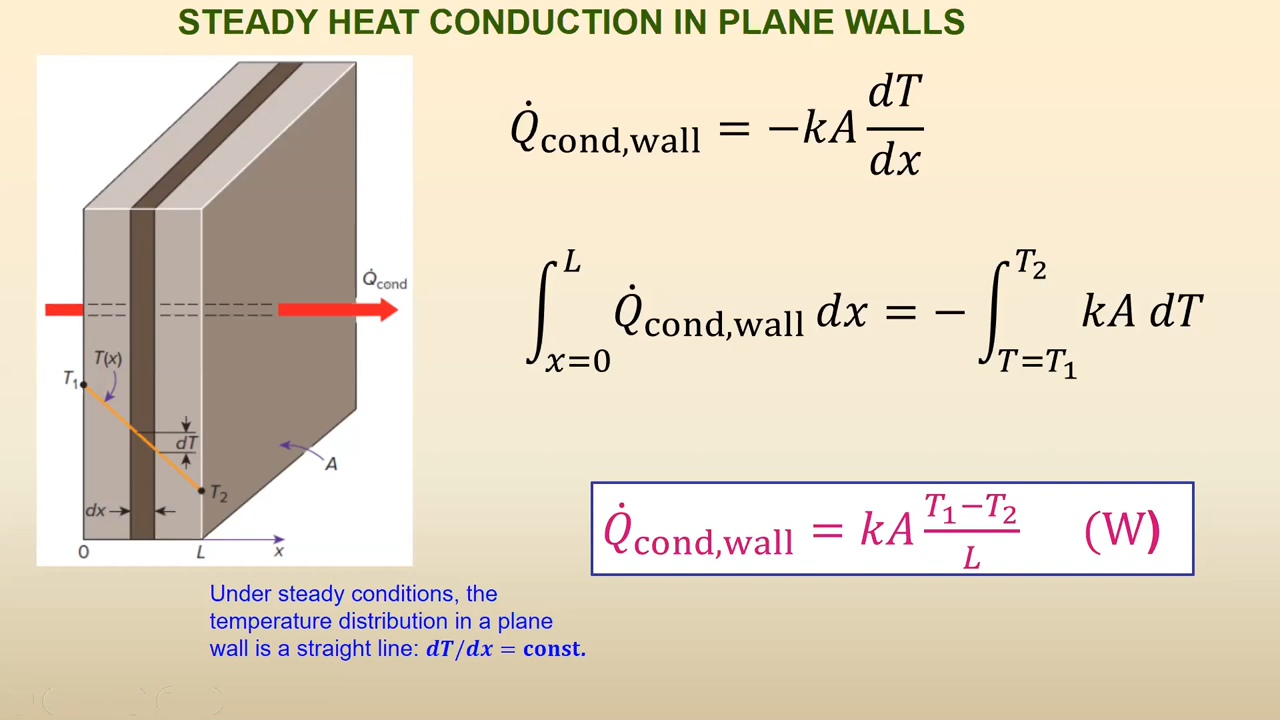 STEADY HEAT CONDUCTION IN PLANE WALLS
Q̇cond,wall = −kA dT/dx
∫_{x=0}^{L} Q̇cond,wall dx = − ∫_{T=T₁}^{T₂} kA dT
Q̇cond,wall = kA (T₁−T₂)/L (W)
Q̇cond
T(x)
T₁
dT
A
T₂
dx
0
L
x
Under steady conditions, the
temperature distribution in a plane
wall is a straight line: dT/dx = const.